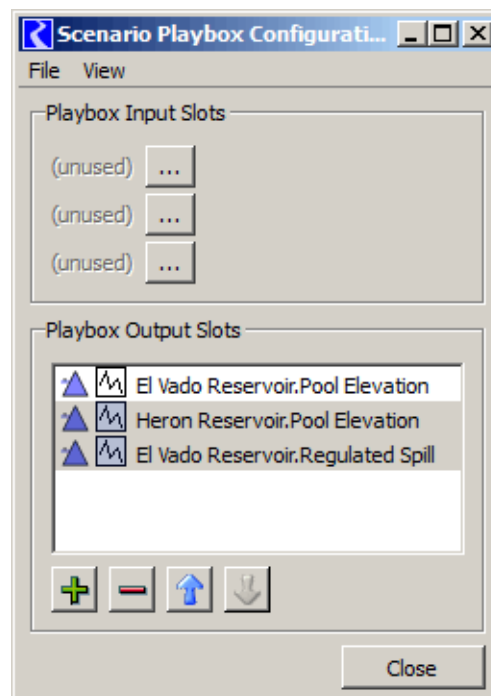 Scenario Playbox Configurati...
File View
Playbox Input Slots
(unused) ...
(unused) ...
(unused) ...
Playbox Output Slots
El Vado Reservoir.Pool Elevation
Heron Reservoir.Pool Elevation
El Vado Reservoir.Regulated Spill
Close